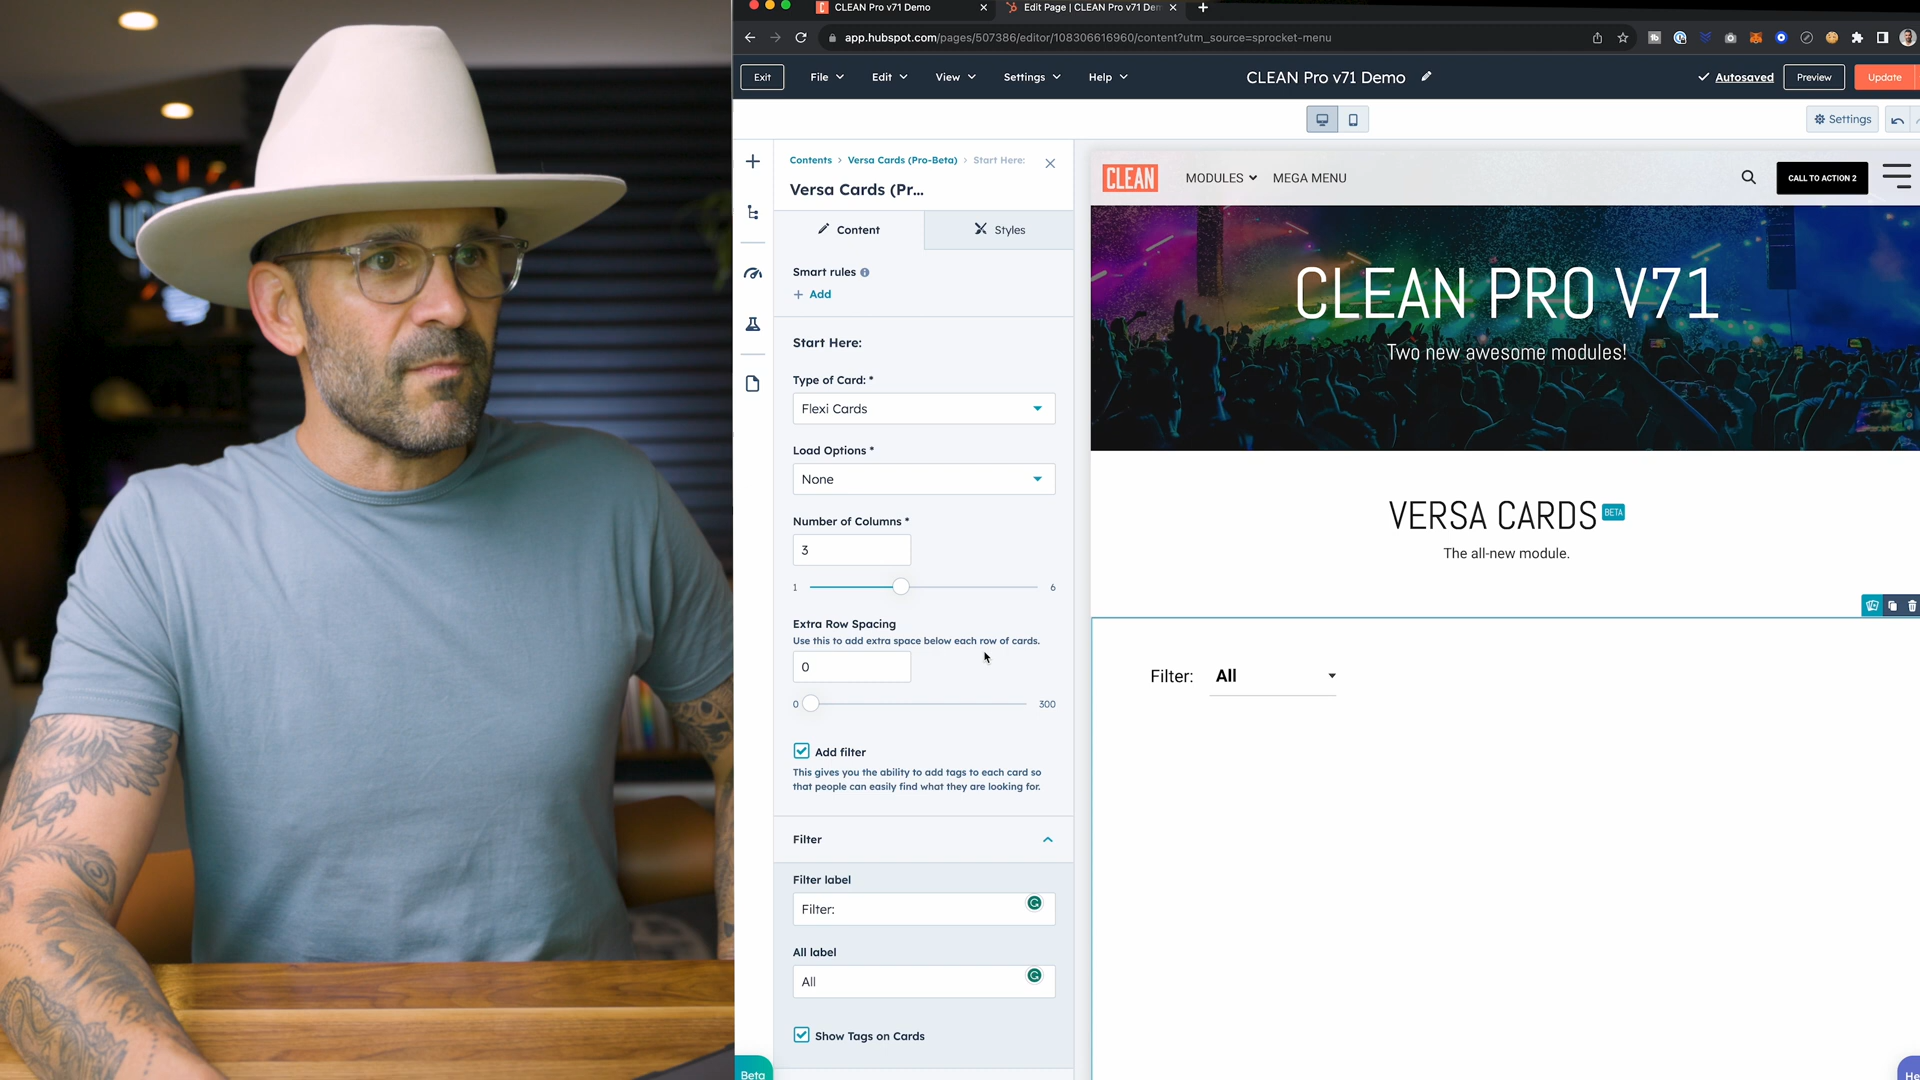 CLEAN Pro v71 Demo
Edit Page | CLEAN Pro v71 Den
app.hubspot.com/pages/507386/editor/108306616960/content?utm_source=sprocket-menu
Exit
File
Edit
View
Settings
Help
CLEAN Pro v71 Demo
Autosaved
Preview
Update
Settings
Contents > Versa Cards (Pro-Beta) > Start Here:
Versa Cards (Pr...
Content
Styles
Smart rules
+ Add
Start Here:
Type of Card: *
Flexi Cards
Load Options *
None
Number of Columns *
3
1
6
Extra Row Spacing
Use this to add extra space below each row of cards.
0
0
300
Add filter
This gives you the ability to add tags to each card so
that people can easily find what they are looking for.
Filter
Filter label
Filter:
All label
All
Show Tags on Cards
Beta
CLEAN
MODULES
MEGA MENU
CALL TO ACTION 2
CLEAN PRO V71
Two new awesome modules!
VERSA CARDS BETA
The all-new module.
Filter: All
He